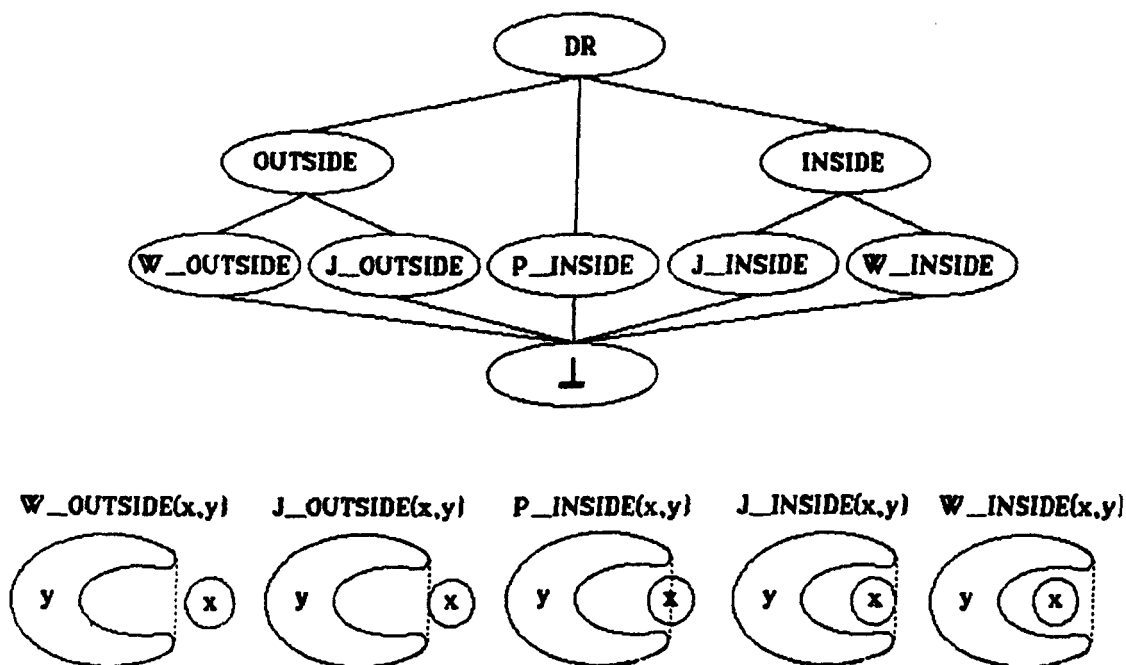 DR
OUTSIDE INSIDE
W_OUTSIDE J_OUTSIDE P_INSIDE J_INSIDE W_INSIDE
⊥
W_OUTSIDE(x,y) J_OUTSIDE(x,y) P_INSIDE(x,y) J_INSIDE(x,y) W_INSIDE(x,y)
y x y x y x y x y x